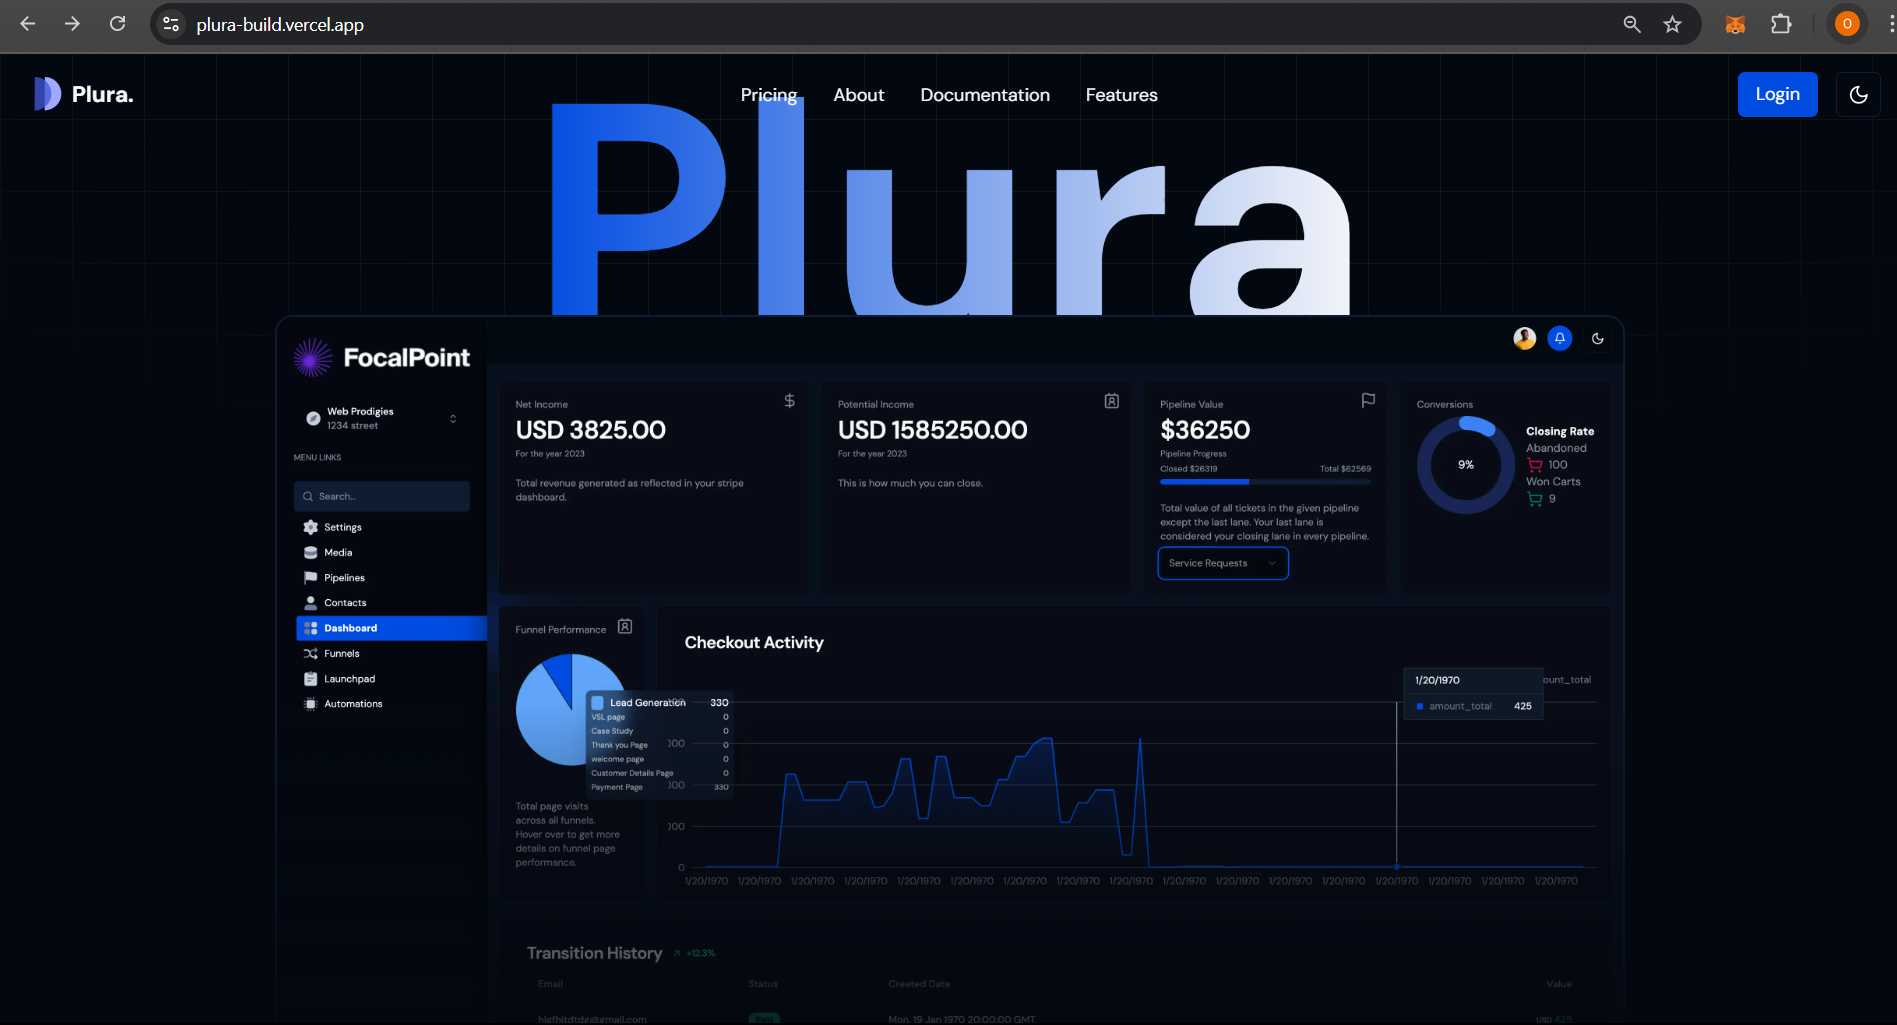 plura-build.vercel.app
O
Plura.
Pricing
About
Documentation
Features
Login
Plura
FocalPoint
Web Prodigies
1234 street
MENU LINKS
Search...
Settings
Media
Pipelines
Contacts
Dashboard
Funnels
Launchpad
Automations
Net Income
USD 3825.00
For the year 2023
Total revenue generated as reflected in your stripe
dashboard.
Potential Income
USD 1585250.00
For the year 2023
This is how much you can close.
Pipeline Value
$36250
Pipeline Progress
Closed $26319 Total $62569
Total value of all tickets in the given pipeline
except the last lane. Your last lane is
considered your closing lane in every pipeline.
Service Requests
Conversions
9%
Closing Rate
Abandoned
100
Won Carts
9
Funnel Performance
Lead Generation 330
VSL page 0
Case Study 0
Thank you Page 0
welcome page 0
Customer Details Page 0
Payment Page 330
Total page visits
across all funnels.
Hover over to get more
details on funnel page
performance.
Checkout Activity
1/20/1970
amount_total 425
ount_total
000
000
000
0
1/20/1970 1/20/1970 1/20/1970 1/20/1970 1/20/1970 1/20/1970 1/20/1970 1/20/1970 1/20/1970 1/20/1970 1/20/1970 1/20/1970 1/20/1970 1/20/1970 1/20/1970 1/20/1970 1/20/1970
Transition History +12.3%
Email Status Created Date Value
Paid Mon, 19 Jan 1970 20:00:00 GMT USD 425